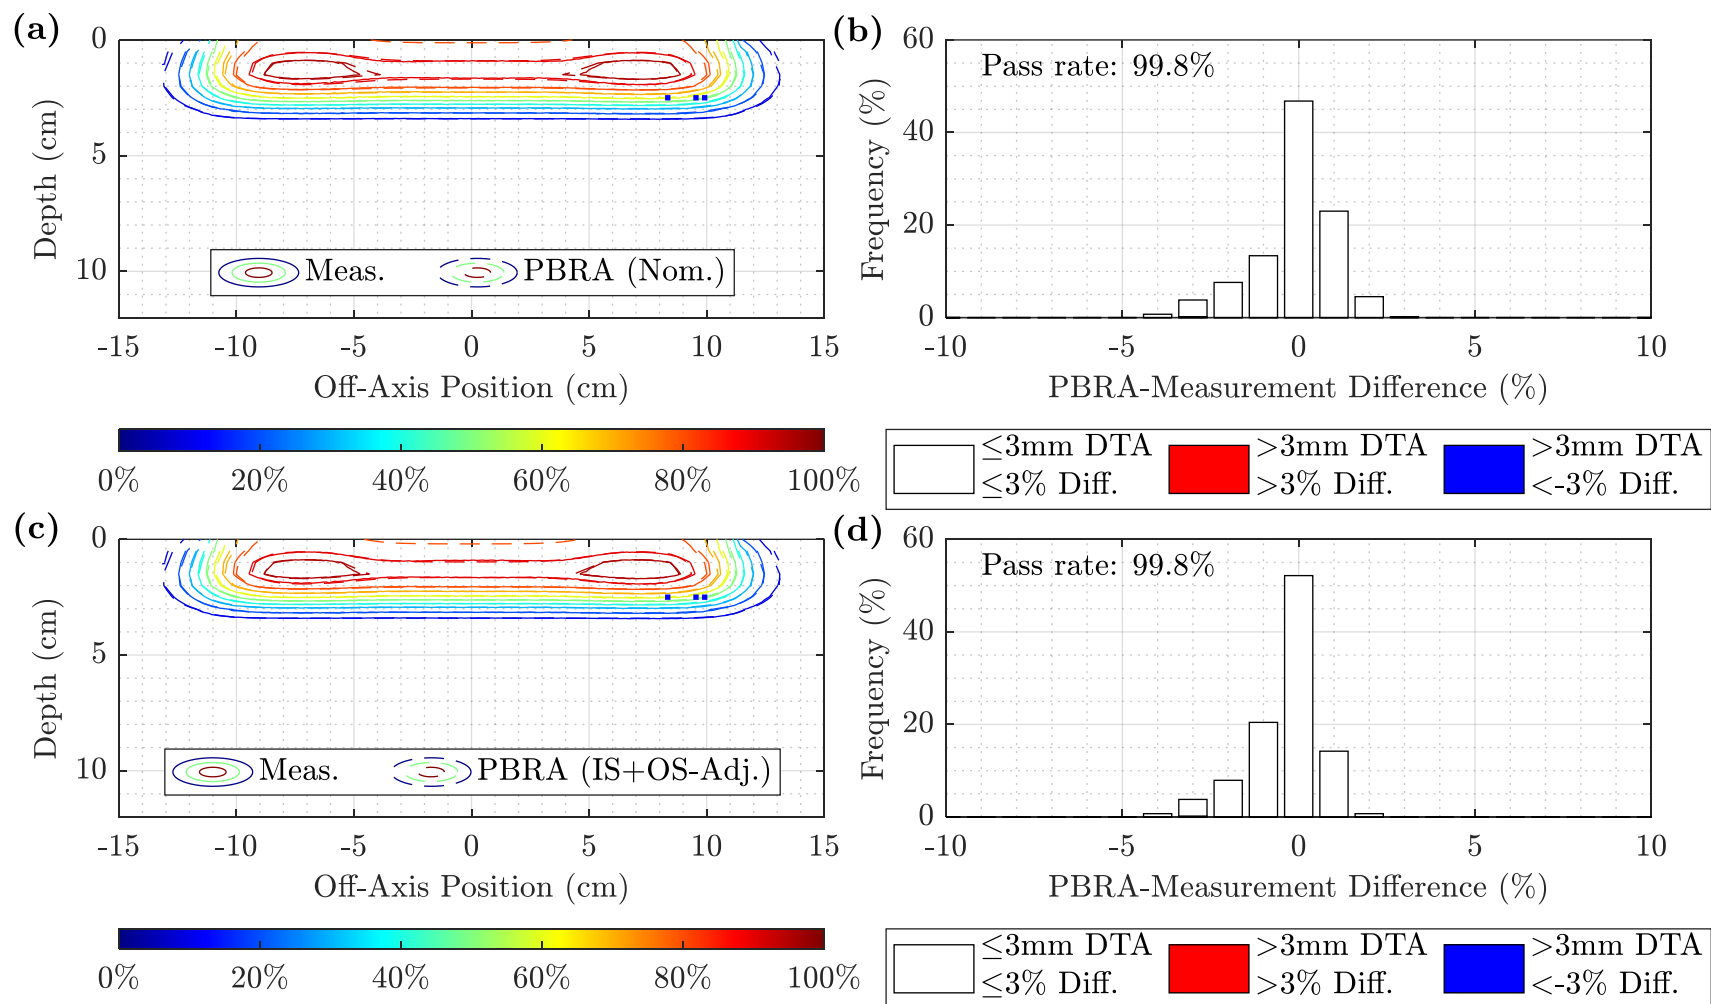 (a)
0
5
10
Depth (cm)
Meas.
PBRA (Nom.)
-15 -10 -5 0 5 10 15
Off-Axis Position (cm)
0% 20% 40% 60% 80% 100%
(b)
60
40
20
0
Frequency (%)
Pass rate: 99.8%
-10 -5 0 5 10
PBRA-Measurement Difference (%)
≤3mm DTA >3mm DTA >3mm DTA
≤3% Diff. >3% Diff. <-3% Diff.
(c)
0
5
10
Depth (cm)
Meas.
PBRA (IS+OS-Adj.)
-15 -10 -5 0 5 10 15
Off-Axis Position (cm)
0% 20% 40% 60% 80% 100%
(d)
60
40
20
0
Frequency (%)
Pass rate: 99.8%
-10 -5 0 5 10
PBRA-Measurement Difference (%)
≤3mm DTA >3mm DTA >3mm DTA
≤3% Diff. >3% Diff. <-3% Diff.